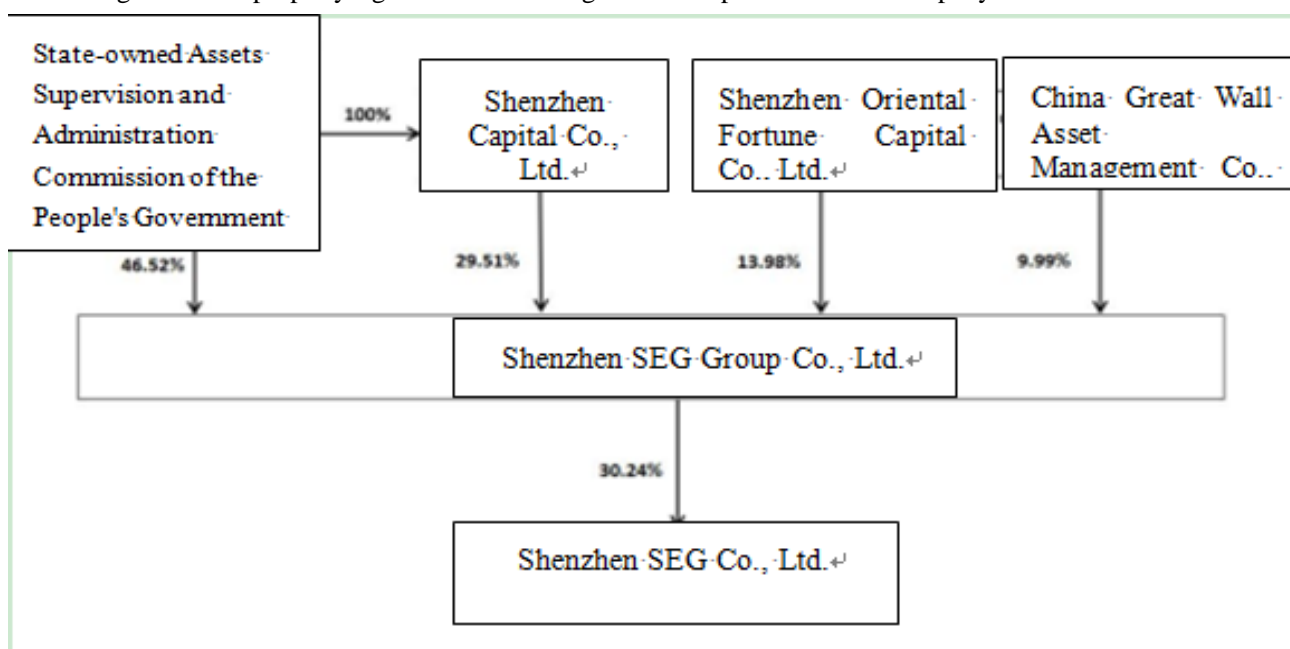 State-owned Assets
Supervision and
Administration
Commission of the
People's Government
100%
Shenzhen
Capital Co.,
Ltd.↵
Shenzhen Oriental
Fortune Capital
Co., Ltd.↵
China Great Wall
Asset
Management Co.,
46.52%
29.51%
13.98%
9.99%
Shenzhen SEG Group Co., Ltd.↵
30.24%
Shenzhen SEG Co., Ltd.↵